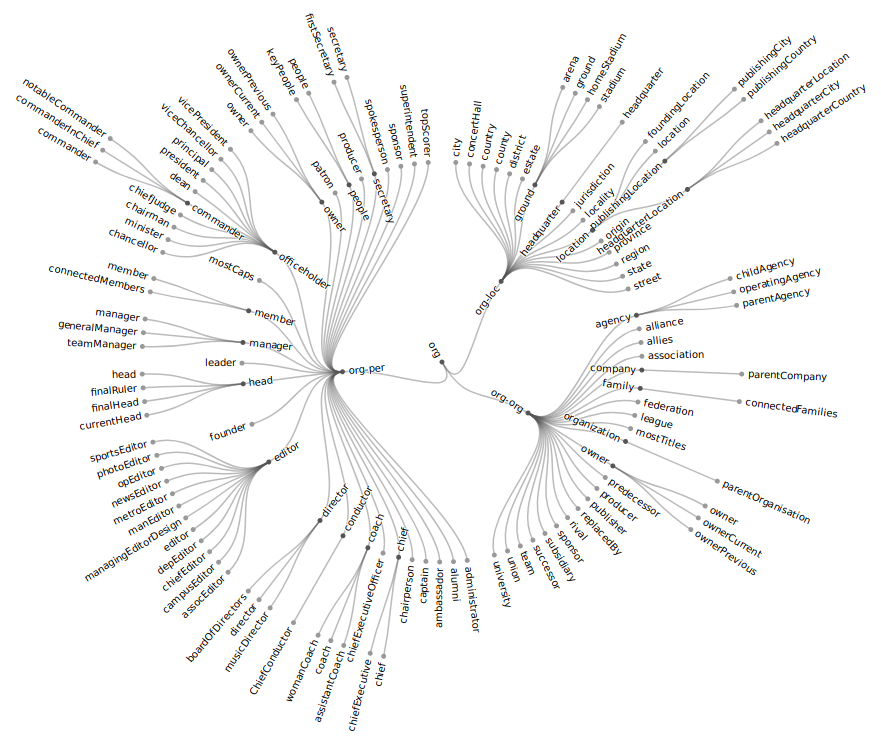 org
org-loc
city
concertHall
country
county
district
estate
ground
arena
ground
homeStadium
stadium
headquarter
headquarter
jurisdiction
locality
location
foundingLocation
location
publishingLocation
publishingCity
publishingCountry
origin
headquarterLocation
headquarterLocation
headquarterCity
headquarterCountry
province
region
state
street
org-org
agency
childAgency
operatingAgency
parentAgency
alliance
allies
association
company
parentCompany
family
connectedFamilies
federation
league
mostTitles
organization
parentOrganisation
owner
owner
ownerCurrent
ownerPrevious
predecessor
producer
publisher
replacedBy
rival
sponsor
subsidiary
successor
team
union
university
org-per
administrator
alumni
ambassador
captain
chairperson
chief
chiefExecutiveOfficer
chiefExecutive
chief
coach
womanCoach
coach
assistantCoach
conductor
ChiefConductor
director
boardOfDirectors
director
musicDirector
editor
sportsEditor
photoEditor
opEditor
newsEditor
metroEditor
manEditor
managingEditorDesign
editor
depEditor
chiefEditor
campusEditor
assocEditor
founder
head
head
finalRuler
finalHead
currentHead
leader
manager
manager
generalManager
teamManager
member
member
connectedMembers
mostCaps
officeholder
vicePresident
viceChancellor
principal
president
dean
commander
notableCommander
commanderInChief
commander
chiefJudge
chairman
minister
chancellor
owner
ownerPrevious
ownerCurrent
owner
patron
people
people
keyPeople
producer
secretary
secretary
firstSecretary
spokesperson
sponsor
superintendent
topScorer